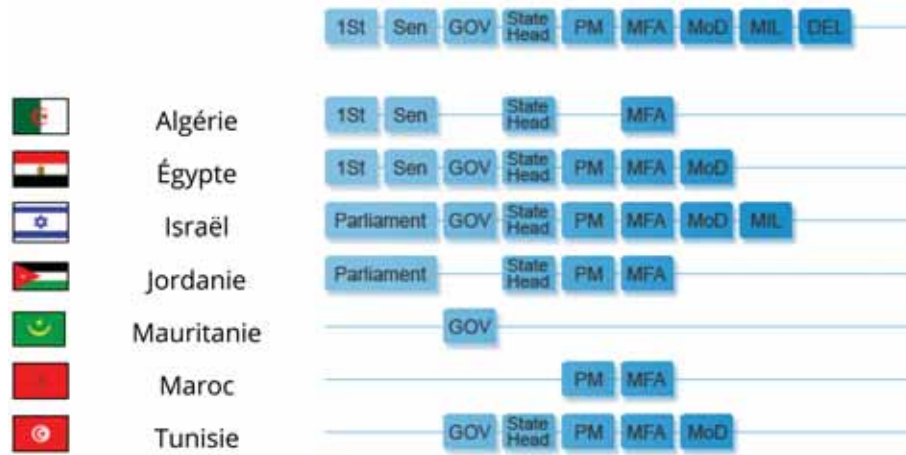 1St Sen GOV State Head PM MFA MoD MIL DEL
Algérie 1St Sen State Head MFA
Égypte 1St Sen GOV State Head PM MFA MoD
Israël Parliament GOV State Head PM MFA MoD MIL
Jordanie Parliament State Head PM MFA
Mauritanie GOV
Maroc PM MFA
Tunisie GOV State Head PM MFA MoD